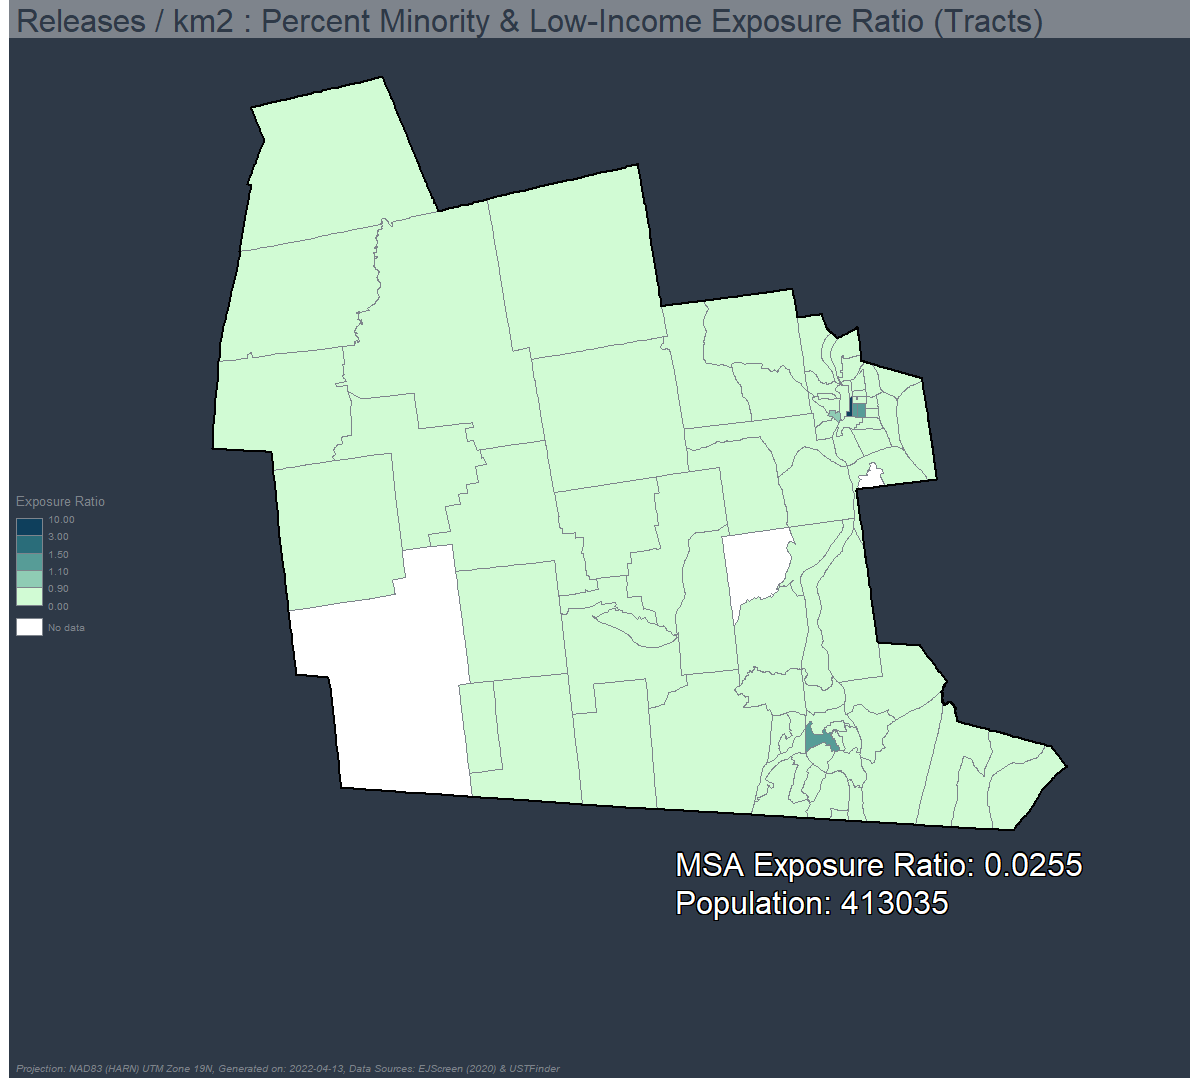 Releases / km2 : Percent Minority & Low-Income Exposure Ratio (Tracts)
Exposure Ratio
10.00
3.00
1.50
1.10
0.90
0.00
No data
MSA Exposure Ratio: 0.0255
Population: 413035
Projection: NAD83 (HARN) UTM Zone 19N, Generated on: 2022-04-13, Data Sources: EJScreen (2020) & USTFinder